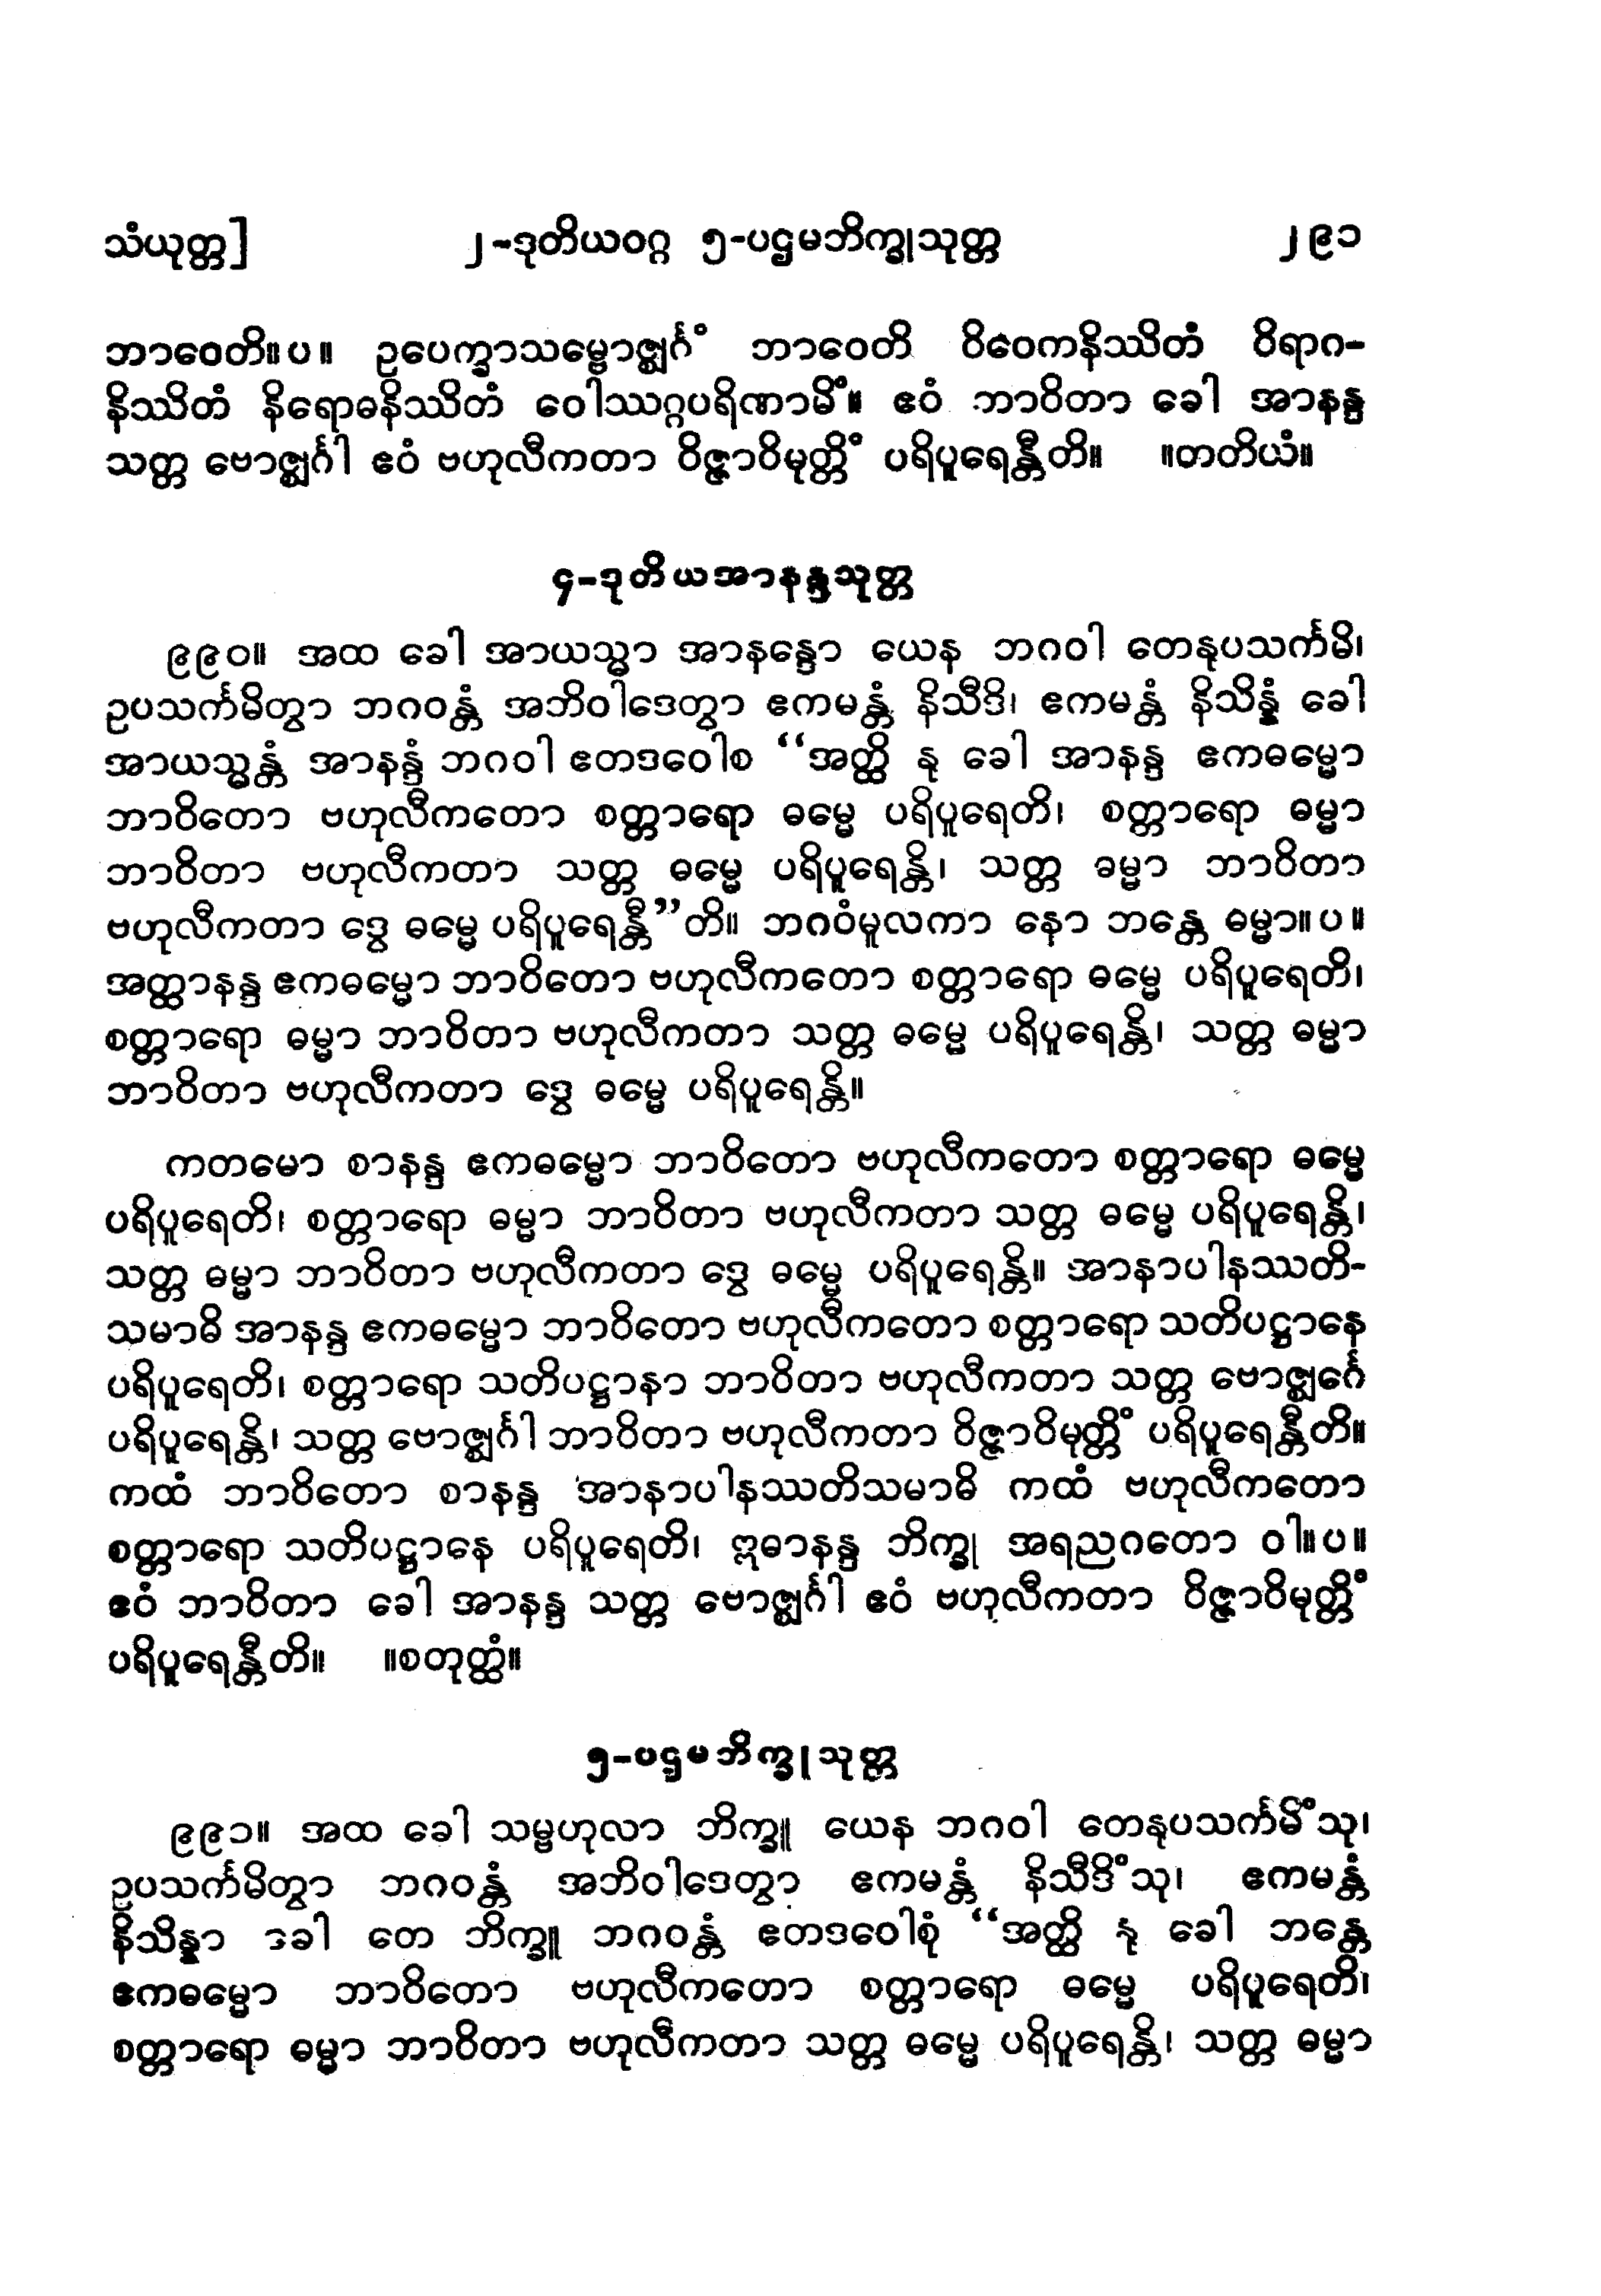 သံယုတ္တ] ၂-ဒုတိယဝဂ္ဂ ၅-ပဌမဘိက္ခုသုတ္တ ၂၉၁
ဘာဝေတိ။ပ။ ဥပေက္ခာသမ္ဗောဇ္ဈင်္ဂံ ဘာဝေတိ ဝိဝေကနိဿိတံ ဝိရာဂ-
နိဿိတံ နိရောဓနိဿိတံ ဝေါဿဂ္ဂပရိဏာမိံ။ ဧဝံ ဘာဝိတာ ခေါ အာနန္ဒ
သတ္တ ဗောဇ္ဈင်္ဂါ ဧဝံ ဗဟုလီကတာ ဝိဇ္ဇာဝိမုတ္တိံ ပရိပူရေန္တီတိ။ ။တတိယံ။
၄-ဒုတိယအာနန္ဒသုတ္တ
၉၉၀။ အထ ခေါ အာယသ္မာ အာနန္ဒော ယေန ဘဂဝါ တေနုပသင်္ကမိ၊
ဥပသင်္ကမိတွာ ဘဂဝန္တံ အဘိဝါဒေတွာ ဧကမန္တံ နိသီဒိ၊ ဧကမန္တံ နိသိန္နံ ခေါ
အာယသ္မန္တံ အာနန္ဒံ ဘဂဝါ ဧတဒဝေါစ “အတ္ထိ နု ခေါ အာနန္ဒ ဧကဓမ္မော
ဘာဝိတော ဗဟုလီကတော စတ္တာရော ဓမ္မေ ပရိပူရေတိ၊ စတ္တာရော ဓမ္မာ
ဘာဝိတာ ဗဟုလီကတာ သတ္တ ဓမ္မေ ပရိပူရေန္တိ၊ သတ္တ ဓမ္မာ ဘာဝိတာ
ဗဟုလီကတာ ဒွေ ဓမ္မေ ပရိပူရေန္တီ”တိ။ ဘဂဝံမူလကာ နော ဘန္တေ ဓမ္မာ။ပ။
အတ္ထာနန္ဒ ဧကဓမ္မော ဘာဝိတော ဗဟုလီကတော စတ္တာရော ဓမ္မေ ပရိပူရေတိ၊
စတ္တာရော ဓမ္မာ ဘာဝိတာ ဗဟုလီကတာ သတ္တ ဓမ္မေ ပရိပူရေန္တိ၊ သတ္တ ဓမ္မာ
ဘာဝိတာ ဗဟုလီကတာ ဒွေ ဓမ္မေ ပရိပူရေန္တိ။
ကတမော စာနန္ဒ ဧကဓမ္မော ဘာဝိတော ဗဟုလီကတော စတ္တာရော ဓမ္မေ
ပရိပူရေတိ၊ စတ္တာရော ဓမ္မာ ဘာဝိတာ ဗဟုလီကတာ သတ္တ ဓမ္မေ ပရိပူရေန္တိ၊
သတ္တ ဓမ္မာ ဘာဝိတာ ဗဟုလီကတာ ဒွေ ဓမ္မေ ပရိပူရေန္တိ။ အာနာပါနဿတိ-
သမာဓိ အာနန္ဒ ဧကဓမ္မော ဘာဝိတော ဗဟုလီကတော စတ္တာရော သတိပဋ္ဌာနေ
ပရိပူရေတိ၊ စတ္တာရော သတိပဋ္ဌာနာ ဘာဝိတာ ဗဟုလီကတာ သတ္တ ဗောဇ္ဈင်္ဂေ
ပရိပူရေန္တိ၊ သတ္တ ဗောဇ္ဈင်္ဂါ ဘာဝိတာ ဗဟုလီကတာ ဝိဇ္ဇာဝိမုတ္တိံ ပရိပူရေန္တီတိ။
ကထံ ဘာဝိတော စာနန္ဒ အာနာပါနဿတိသမာဓိ ကထံ ဗဟုလီကတော
စတ္တာရော သတိပဋ္ဌာနေ ပရိပူရေတိ၊ ဣဓာနန္ဒ ဘိက္ခု အရညဂတော ဝါ။ပ။
ဧဝံ ဘာဝိတာ ခေါ အာနန္ဒ သတ္တ ဗောဇ္ဈင်္ဂါ ဧဝံ ဗဟုလီကတာ ဝိဇ္ဇာဝိမုတ္တိံ
ပရိပူရေန္တီတိ။ ။စတုတ္ထံ။
၅-ပဌမဘိက္ခုသုတ္တ
၉၉၁။ အထ ခေါ သမ္ဗဟုလာ ဘိက္ခူ ယေန ဘဂဝါ တေနုပသင်္ကမိံသု၊
ဥပသင်္ကမိတွာ ဘဂဝန္တံ အဘိဝါဒေတွာ ဧကမန္တံ နိသီဒိံသု၊ ဧကမန္တံ
နိသိန္နာ ခေါ တေ ဘိက္ခူ ဘဂဝန္တံ ဧတဒဝေါစုံ “အတ္ထိ နု ခေါ ဘန္တေ
ဧကဓမ္မော ဘာဝိတော ဗဟုလီကတော စတ္တာရော ဓမ္မေ ပရိပူရေတိ၊
စတ္တာရော ဓမ္မာ ဘာဝိတာ ဗဟုလီကတာ သတ္တ ဓမ္မေ ပရိပူရေန္တိ၊ သတ္တ ဓမ္မာ